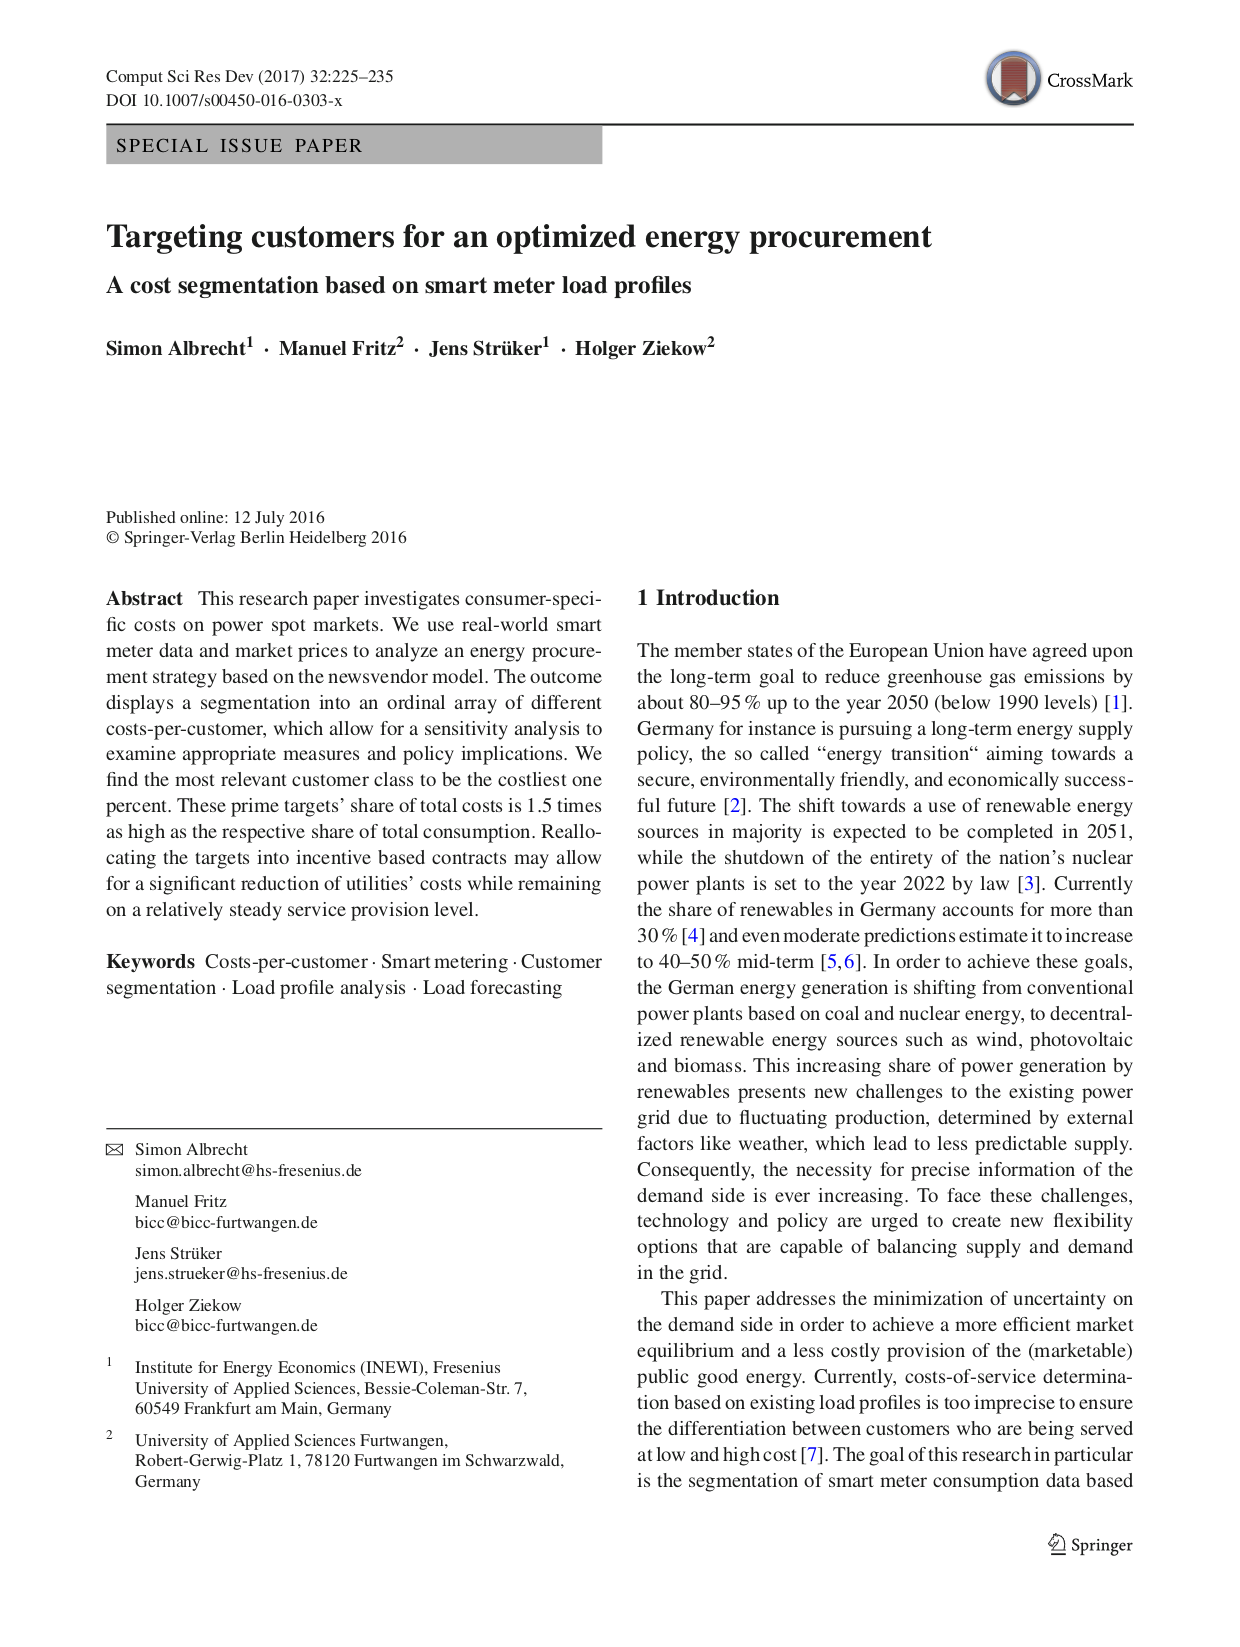 Comput Sci Res Dev (2017) 32:225–235
DOI 10.1007/s00450-016-0303-x
CrossMark
SPECIAL ISSUE PAPER
Targeting customers for an optimized energy procurement
A cost segmentation based on smart meter load profiles
Simon Albrecht1 · Manuel Fritz2 · Jens Strüker1 · Holger Ziekow2
Published online: 12 July 2016
© Springer-Verlag Berlin Heidelberg 2016
Abstract This research paper investigates consumer-speci-
fic costs on power spot markets. We use real-world smart
meter data and market prices to analyze an energy procure-
ment strategy based on the newsvendor model. The outcome
displays a segmentation into an ordinal array of different
costs-per-customer, which allow for a sensitivity analysis to
examine appropriate measures and policy implications. We
find the most relevant customer class to be the costliest one
percent. These prime targets’ share of total costs is 1.5 times
as high as the respective share of total consumption. Reallo-
cating the targets into incentive based contracts may allow
for a significant reduction of utilities’ costs while remaining
on a relatively steady service provision level.
Keywords Costs-per-customer · Smart metering · Customer
segmentation · Load profile analysis · Load forecasting
Simon Albrecht
simon.albrecht@hs-fresenius.de
Manuel Fritz
bicc@bicc-furtwangen.de
Jens Strüker
jens.strueker@hs-fresenius.de
Holger Ziekow
bicc@bicc-furtwangen.de
1 Institute for Energy Economics (INEWI), Fresenius
University of Applied Sciences, Bessie-Coleman-Str. 7,
60549 Frankfurt am Main, Germany
2 University of Applied Sciences Furtwangen,
Robert-Gerwig-Platz 1, 78120 Furtwangen im Schwarzwald,
Germany
1 Introduction
The member states of the European Union have agreed upon
the long-term goal to reduce greenhouse gas emissions by
about 80–95 % up to the year 2050 (below 1990 levels) [1].
Germany for instance is pursuing a long-term energy supply
policy, the so called “energy transition“ aiming towards a
secure, environmentally friendly, and economically success-
ful future [2]. The shift towards a use of renewable energy
sources in majority is expected to be completed in 2051,
while the shutdown of the entirety of the nation’s nuclear
power plants is set to the year 2022 by law [3]. Currently
the share of renewables in Germany accounts for more than
30 % [4] and even moderate predictions estimate it to increase
to 40–50 % mid-term [5,6]. In order to achieve these goals,
the German energy generation is shifting from conventional
power plants based on coal and nuclear energy, to decentral-
ized renewable energy sources such as wind, photovoltaic
and biomass. This increasing share of power generation by
renewables presents new challenges to the existing power
grid due to fluctuating production, determined by external
factors like weather, which lead to less predictable supply.
Consequently, the necessity for precise information of the
demand side is ever increasing. To face these challenges,
technology and policy are urged to create new flexibility
options that are capable of balancing supply and demand
in the grid.
This paper addresses the minimization of uncertainty on
the demand side in order to achieve a more efficient market
equilibrium and a less costly provision of the (marketable)
public good energy. Currently, costs-of-service determina-
tion based on existing load profiles is too imprecise to ensure
the differentiation between customers who are being served
at low and high cost [7]. The goal of this research in particular
is the segmentation of smart meter consumption data based
Springer